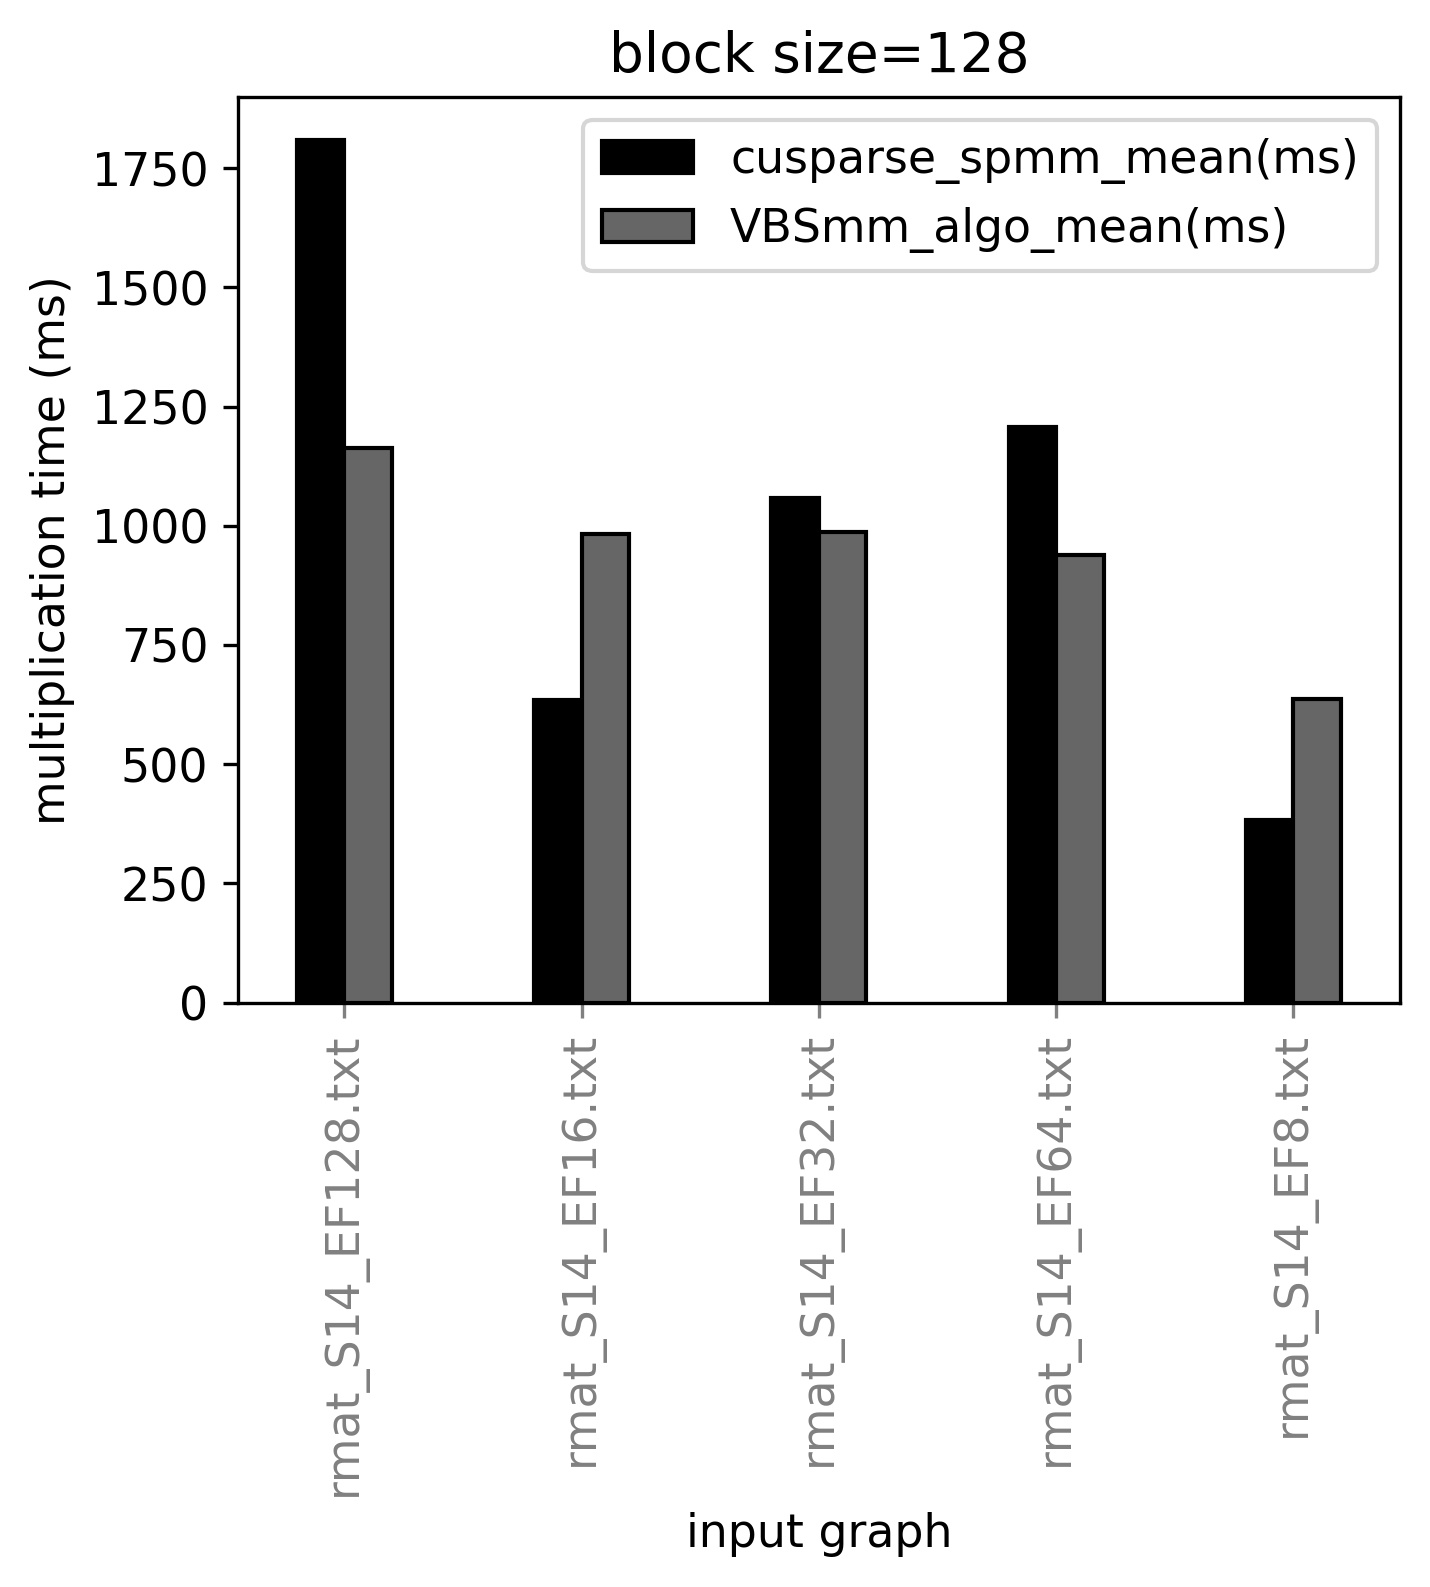 block size=128
cusparse_spmm_mean(ms)
VBSmm_algo_mean(ms)
multiplication time (ms)
1750
1500
1250
1000
750
500
250
0
rmat_S14_EF128.txt
rmat_S14_EF16.txt
rmat_S14_EF32.txt
rmat_S14_EF64.txt
rmat_S14_EF8.txt
input graph